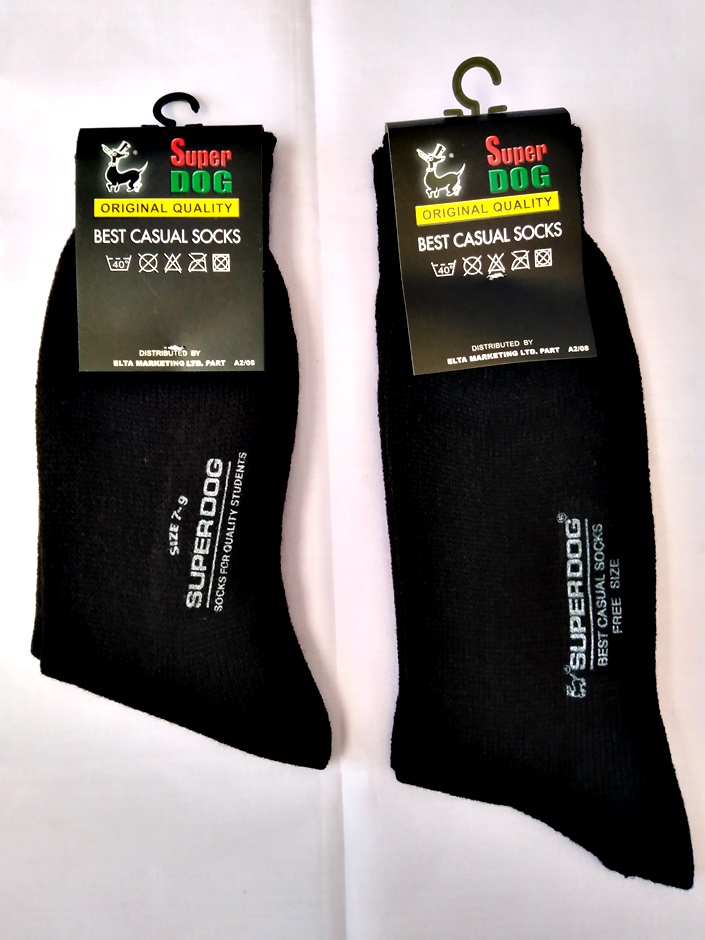 Super
DOG
ORIGINAL QUALITY
BEST CASUAL SOCKS
40°
DISTRIBUTED BY
ELTA MARKETING LTD. PART A2/08
SIZE 7-9
SUPERDOG
SOCKS FOR QUALITY STUDENTS
Super
DOG
ORIGINAL QUALITY
BEST CASUAL SOCKS
40°
DISTRIBUTED BY
ELTA MARKETING LTD. PART A2/08
SUPERDOG®
BEST CASUAL SOCKS
FREE SIZE